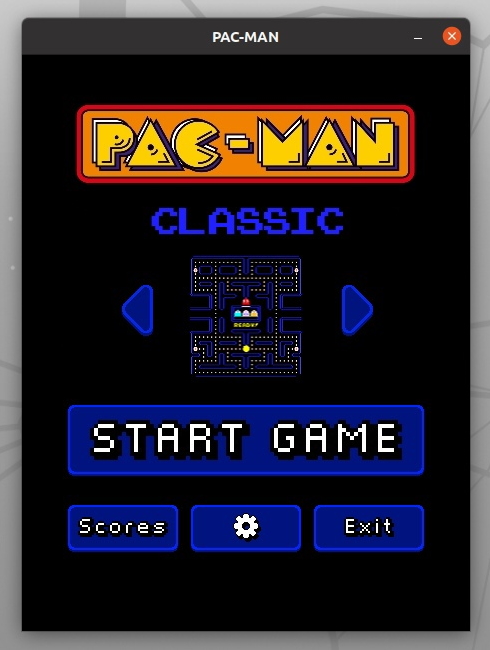 PAC-MAN
PAC-MAN
CLASSIC
READY!
START GAME
Scores
Exit